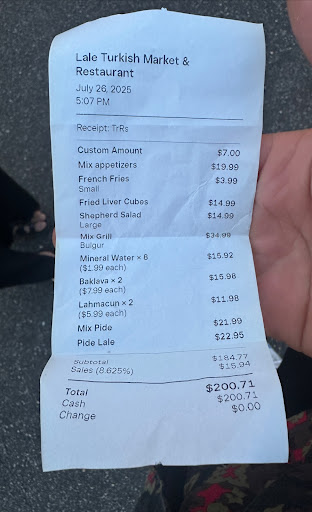 Lale Turkish Market &
Restaurant
July 26, 2025
5:07 PM
Receipt: TrRs
Custom Amount $7.00
Mix appetizers $19.99
French Fries $3.99
Small
Fried Liver Cubes $14.99
Shepherd Salad $14.99
Large
Mix Grill $34.99
Bulgur
Mineral Water × 8 $15.92
($1.99 each)
Baklava × 2 $15.98
($7.99 each)
Lahmacun × 2 $11.98
($5.99 each)
Mix Pide $21.99
Pide Lale $22.95
Subtotal $184.77
Sales (8.625%) $15.94
Total $200.71
Cash $200.71
Change $0.00